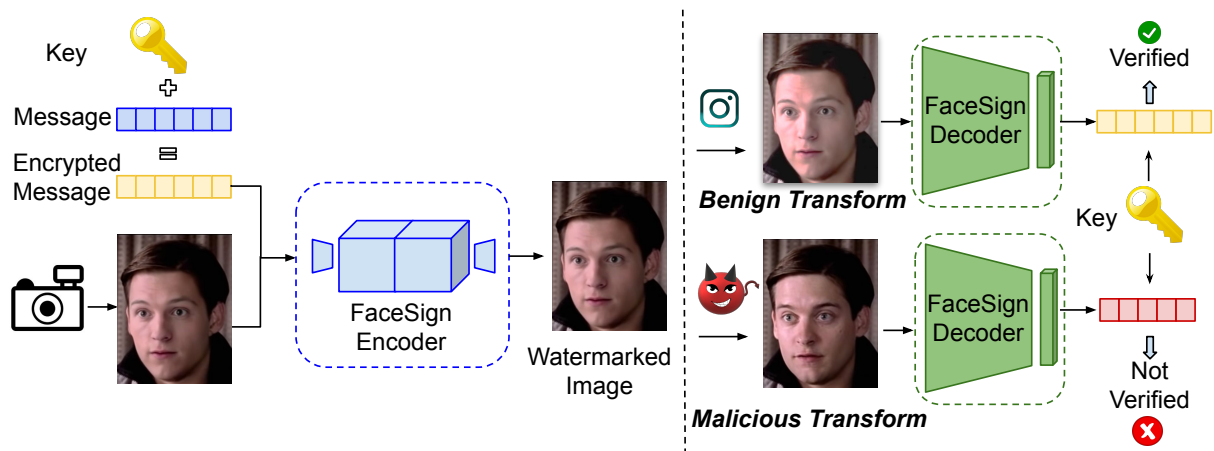 Key
Message
Encrypted
Message
FaceSign
Encoder
Watermarked
Image
Benign Transform
FaceSign
Decoder
Verified
Key
Malicious Transform
FaceSign
Decoder
Not
Verified